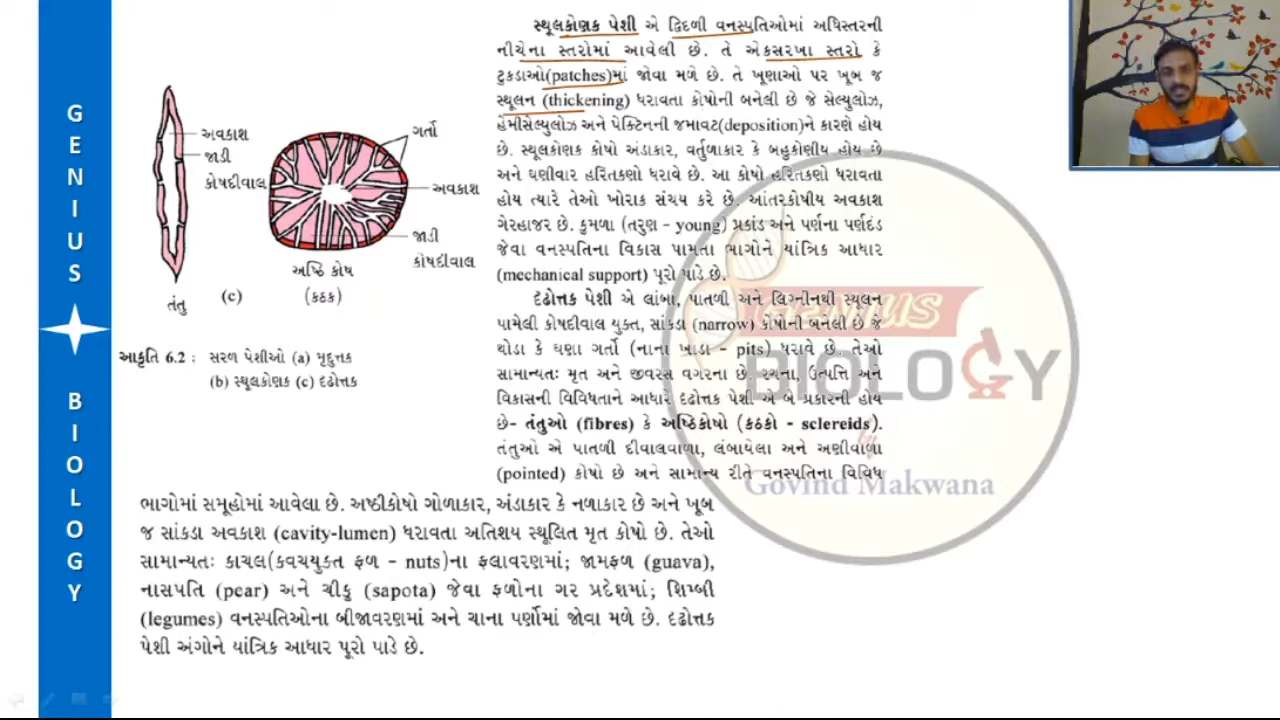 GENIUS
BIOLOGY
અવકાશ
જાડી
કોષદીવાલ
તંતુ
(c)
ગર્તો
અવકાશ
જાડી
કોષદીવાલ
અષ્ઠિ કોષ
(કઠક)
આકૃતિ 6.2 : સરળ પેશીઓ (a) મૃદુત્તક
(b) સ્થૂલકોણક (c) દઢોત્તક
સ્થૂલકોણક પેશી એ દ્વિદળી વનસ્પતિઓમાં અધિસ્તરની
નીચેના સ્તરોમાં આવેલી છે. તે એકસરખા સ્તરો કે
ટુકડાઓ(patches)માં જોવા મળે છે. તે ખૂણાઓ પર ખૂબ જ
સ્થૂલન (thickening) ધરાવતા કોષોની બનેલી છે જે સેલ્યુલોઝ,
હેમીસેલ્યુલોઝ અને પેક્ટિનની જમાવટ(deposition)ને કારણે હોય
છે. સ્થૂલકોણક કોષો અંડાકાર, વર્તુળાકાર કે બહુકોણીય હોય છે
અને ઘણીવાર હરિતકણો ધરાવે છે. આ કોષો હરિતકણો ધરાવતા
હોય ત્યારે તેઓ ખોરાક સંચય કરે છે. આંતરકોષીય અવકાશ
ગેરહાજર છે. કુમળા (તરુણ - young) પ્રકાંડ અને પર્ણના પર્ણદંડ
જેવા વનસ્પતિના વિકાસ પામતા ભાગોને યાંત્રિક આધાર
(mechanical support) પૂરો પાડે છે.
દઢોત્તક પેશી એ લાંબા, પાતળી અને લિગ્નીનથી સ્થૂલન
પામેલી કોષદીવાલ યુક્ત, સાંકડા (narrow) કોષોની બનેલી છે જે
થોડા કે ઘણા ગર્તો (નાના ખાડા - pits) ધરાવે છે. તેઓ
સામાન્યતઃ મૃત અને જીવરસ વગરના છે. રચના, ઉત્પત્તિ અને
વિકાસની વિવિધતાને આધારે દઢોત્તક પેશી એ બે પ્રકારની હોય
છે- તંતુઓ (fibres) કે અષ્ઠિકોષો (કઠકો - sclereids).
તંતુઓ એ પાતળી દીવાલવાળા, લંબાયેલા અને અણીવાળા
(pointed) કોષો છે અને સામાન્ય રીતે વનસ્પતિના વિવિધ
ભાગોમાં સમૂહોમાં આવેલા છે. અષ્ઠીકોષો ગોળાકાર, અંડાકાર કે નળાકાર છે અને ખૂબ
જ સાંકડા અવકાશ (cavity-lumen) ધરાવતા અતિશય સ્થૂલિત મૃત કોષો છે. તેઓ
સામાન્યતઃ કાચલ(કવચયુક્ત ફળ - nuts)ના ફલાવરણમાં; જામફળ (guava),
નાસપતિ (pear) અને ચીકુ (sapota) જેવા ફળોના ગર પ્રદેશમાં; શિમ્બી
(legumes) વનસ્પતિઓના બીજાવરણમાં અને ચાના પર્ણોમાં જોવા મળે છે. દઢોત્તક
પેશી અંગોને યાંત્રિક આધાર પૂરો પાડે છે.
GENIUS
BIOLOGY
by
Govind Makwana